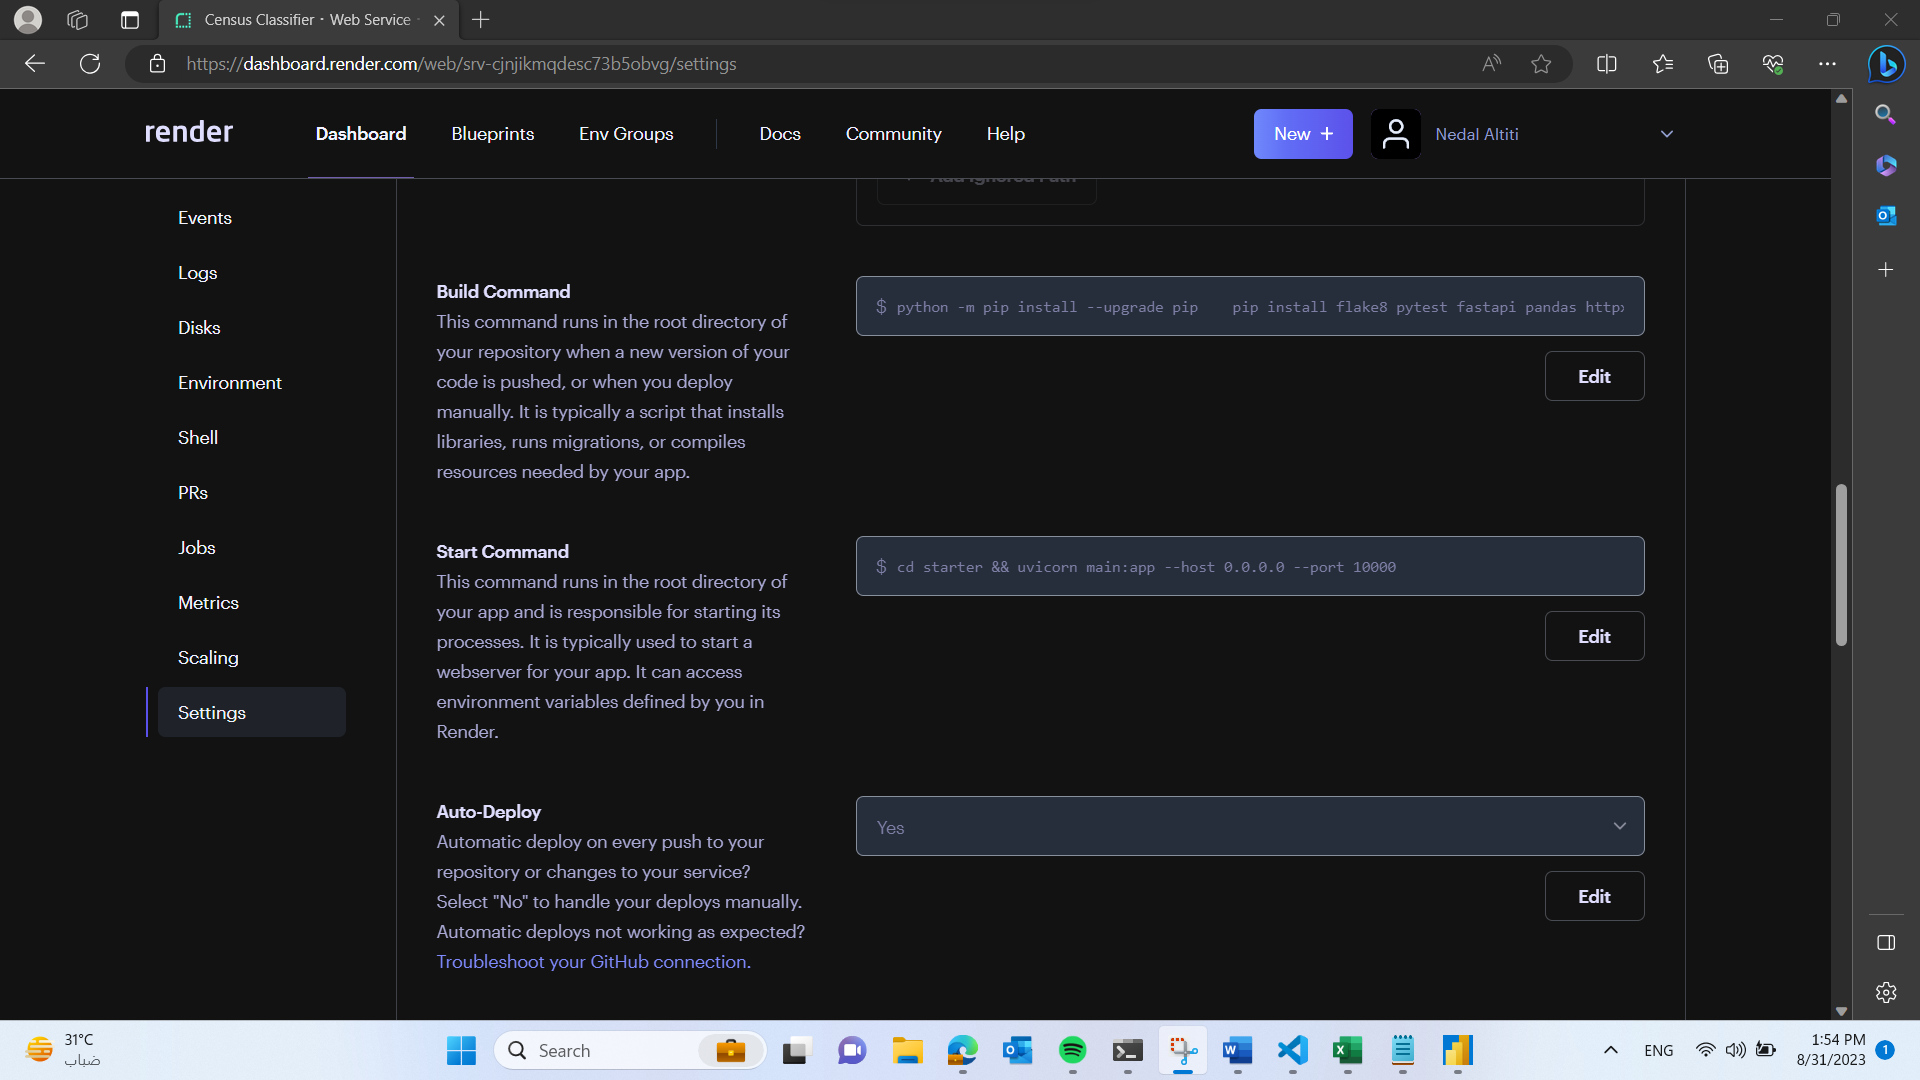 Census Classifier · Web Service
https://dashboard.render.com/web/srv-cjnjikmqdesc73b5obvg/settings
render
Dashboard
Blueprints
Env Groups
Docs
Community
Help
New +
Nedal Altiti
Add Ignored Path
Events
Logs
Disks
Environment
Shell
PRs
Jobs
Metrics
Scaling
Settings
Build Command
This command runs in the root directory of
your repository when a new version of your
code is pushed, or when you deploy
manually. It is typically a script that installs
libraries, runs migrations, or compiles
resources needed by your app.
$ python -m pip install --upgrade pip    pip install flake8 pytest fastapi pandas httpx
Edit
Start Command
This command runs in the root directory of
your app and is responsible for starting its
processes. It is typically used to start a
webserver for your app. It can access
environment variables defined by you in
Render.
$ cd starter && uvicorn main:app --host 0.0.0.0 --port 10000
Edit
Auto-Deploy
Automatic deploy on every push to your
repository or changes to your service?
Select "No" to handle your deploys manually.
Automatic deploys not working as expected?
Troubleshoot your GitHub connection.
Yes
Edit
31°C
ضباب
Search
ENG
1:54 PM
8/31/2023
1